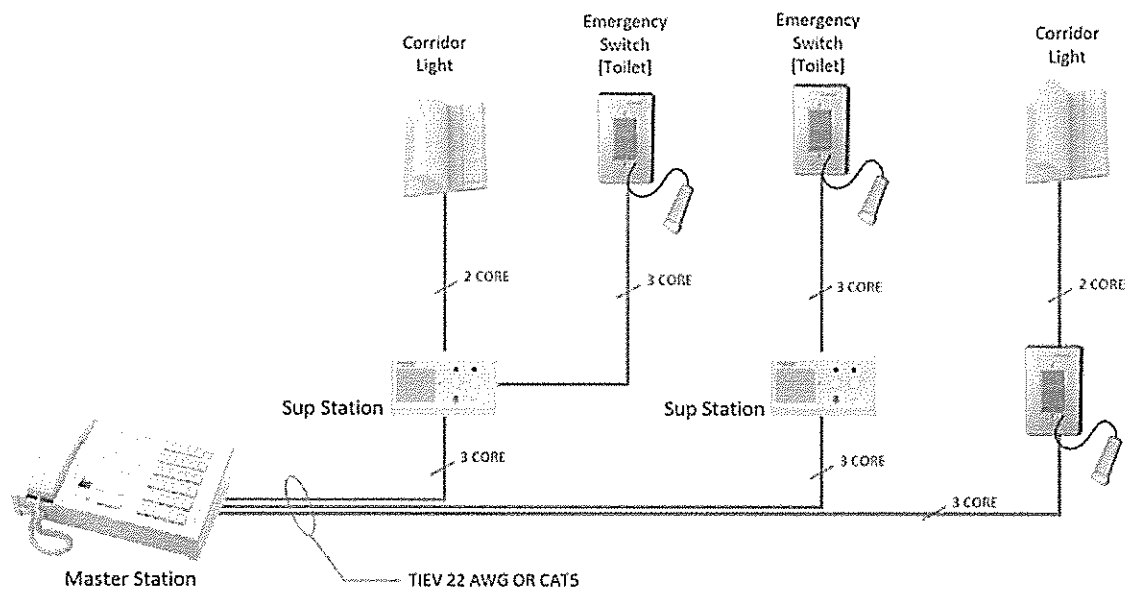 Corridor
Light
Emergency
Switch
[Toilet]
Emergency
Switch
[Toilet]
Corridor
Light
2 CORE
3 CORE
3 CORE
2 CORE
Sup Station
Sup Station
3 CORE
3 CORE
3 CORE
Master Station
TIEV 22 AWG OR CAT5